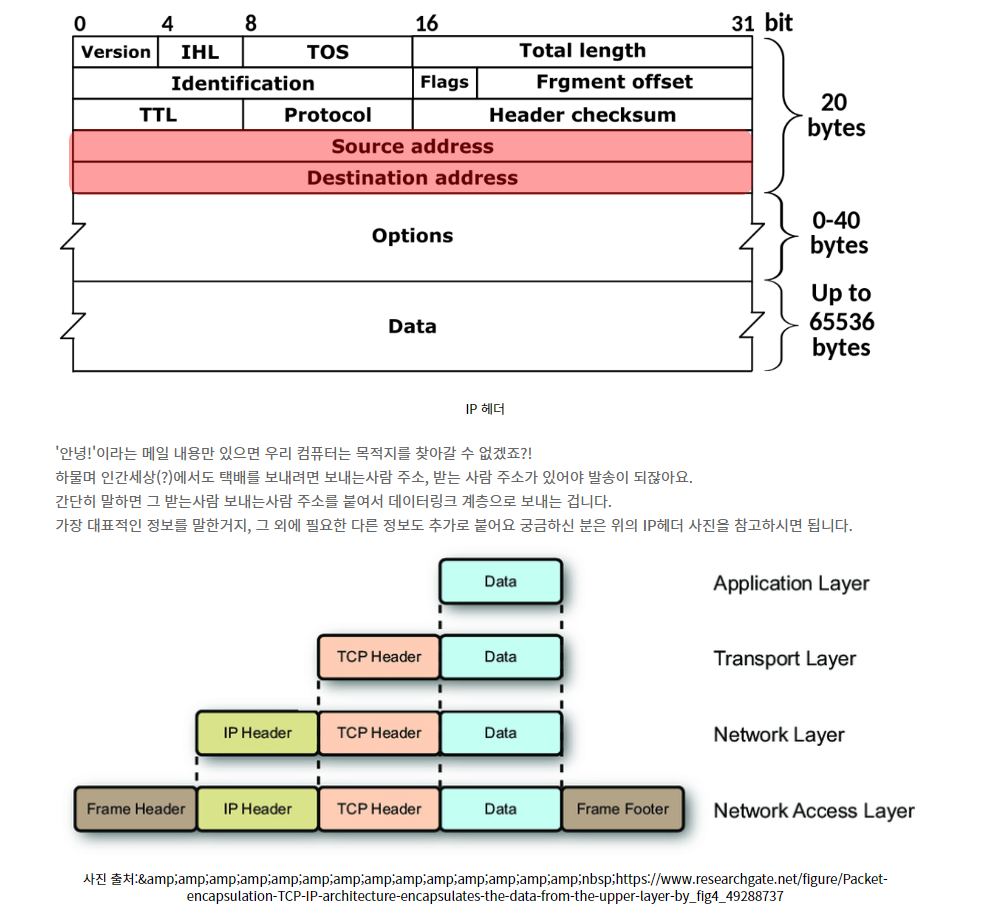 0 4 8 16 31 bit
Version IHL TOS Total length
Identification Flags Frgment offset
TTL Protocol Header checksum
Source address
Destination address
20
bytes
Options
0-40
bytes
Data
Up to
65536
bytes
IP 헤더
'안녕!'이라는 메일 내용만 있으면 우리 컴퓨터는 목적지를 찾아갈 수 없겠죠?!
하물며 인간세상(?)에서도 택배를 보내려면 보내는사람 주소, 받는 사람 주소가 있어야 발송이 되잖아요.
간단히 말하면 그 받는사람 보내는사람 주소를 붙여서 데이터링크 계층으로 보내는 겁니다.
가장 대표적인 정보를 말한거지, 그 외에 필요한 다른 정보도 추가로 붙어요 궁금하신 분은 위의 IP헤더 사진을 참고하시면 됩니다.
Data Application Layer
TCP Header Data Transport Layer
IP Header TCP Header Data Network Layer
Frame Header IP Header TCP Header Data Frame Footer Network Access Layer
사진 출처:&amp;amp;amp;amp;amp;amp;amp;amp;amp;amp;amp;amp;amp;amp;nbsp;https://www.researchgate.net/figure/Packet-
encapsulation-TCP-IP-architecture-encapsulates-the-data-from-the-upper-layer-by_fig4_49288737